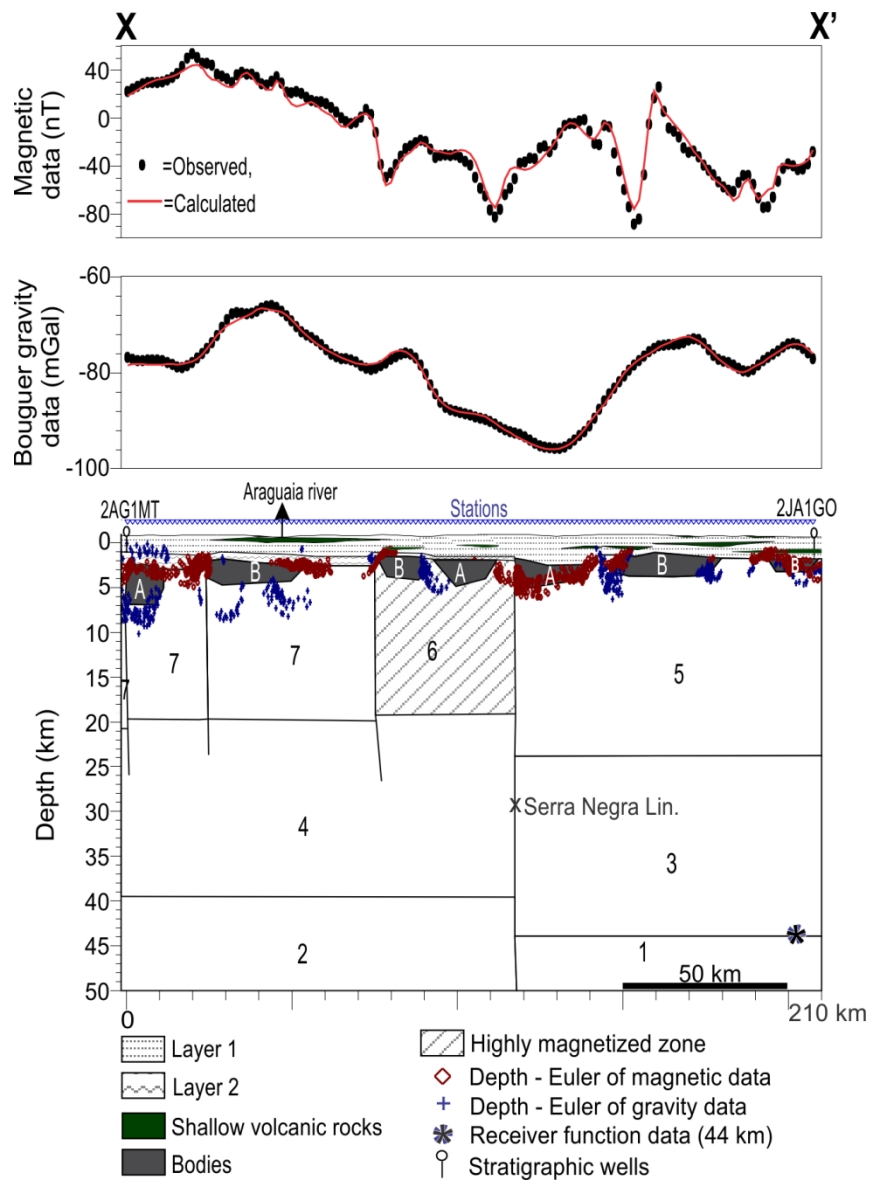 X X'
40
0
-40
-80
Magnetic
data (nT)
=Observed,
=Calculated
-60
-80
-100
Bouguer gravity
data (mGal)
2AG1MT Araguaia river Stations 2JA1GO
0
5
10
15
20
25
30
35
40
45
50
Depth (km)
A B B A A B B
7 7 7 6 5
4 3
2 1
x Serra Negra Lin.
50 km
0 210 km
Layer 1
Layer 2
Shallow volcanic rocks
Bodies
Highly magnetized zone
Depth - Euler of magnetic data
Depth - Euler of gravity data
Receiver function data (44 km)
Stratigraphic wells